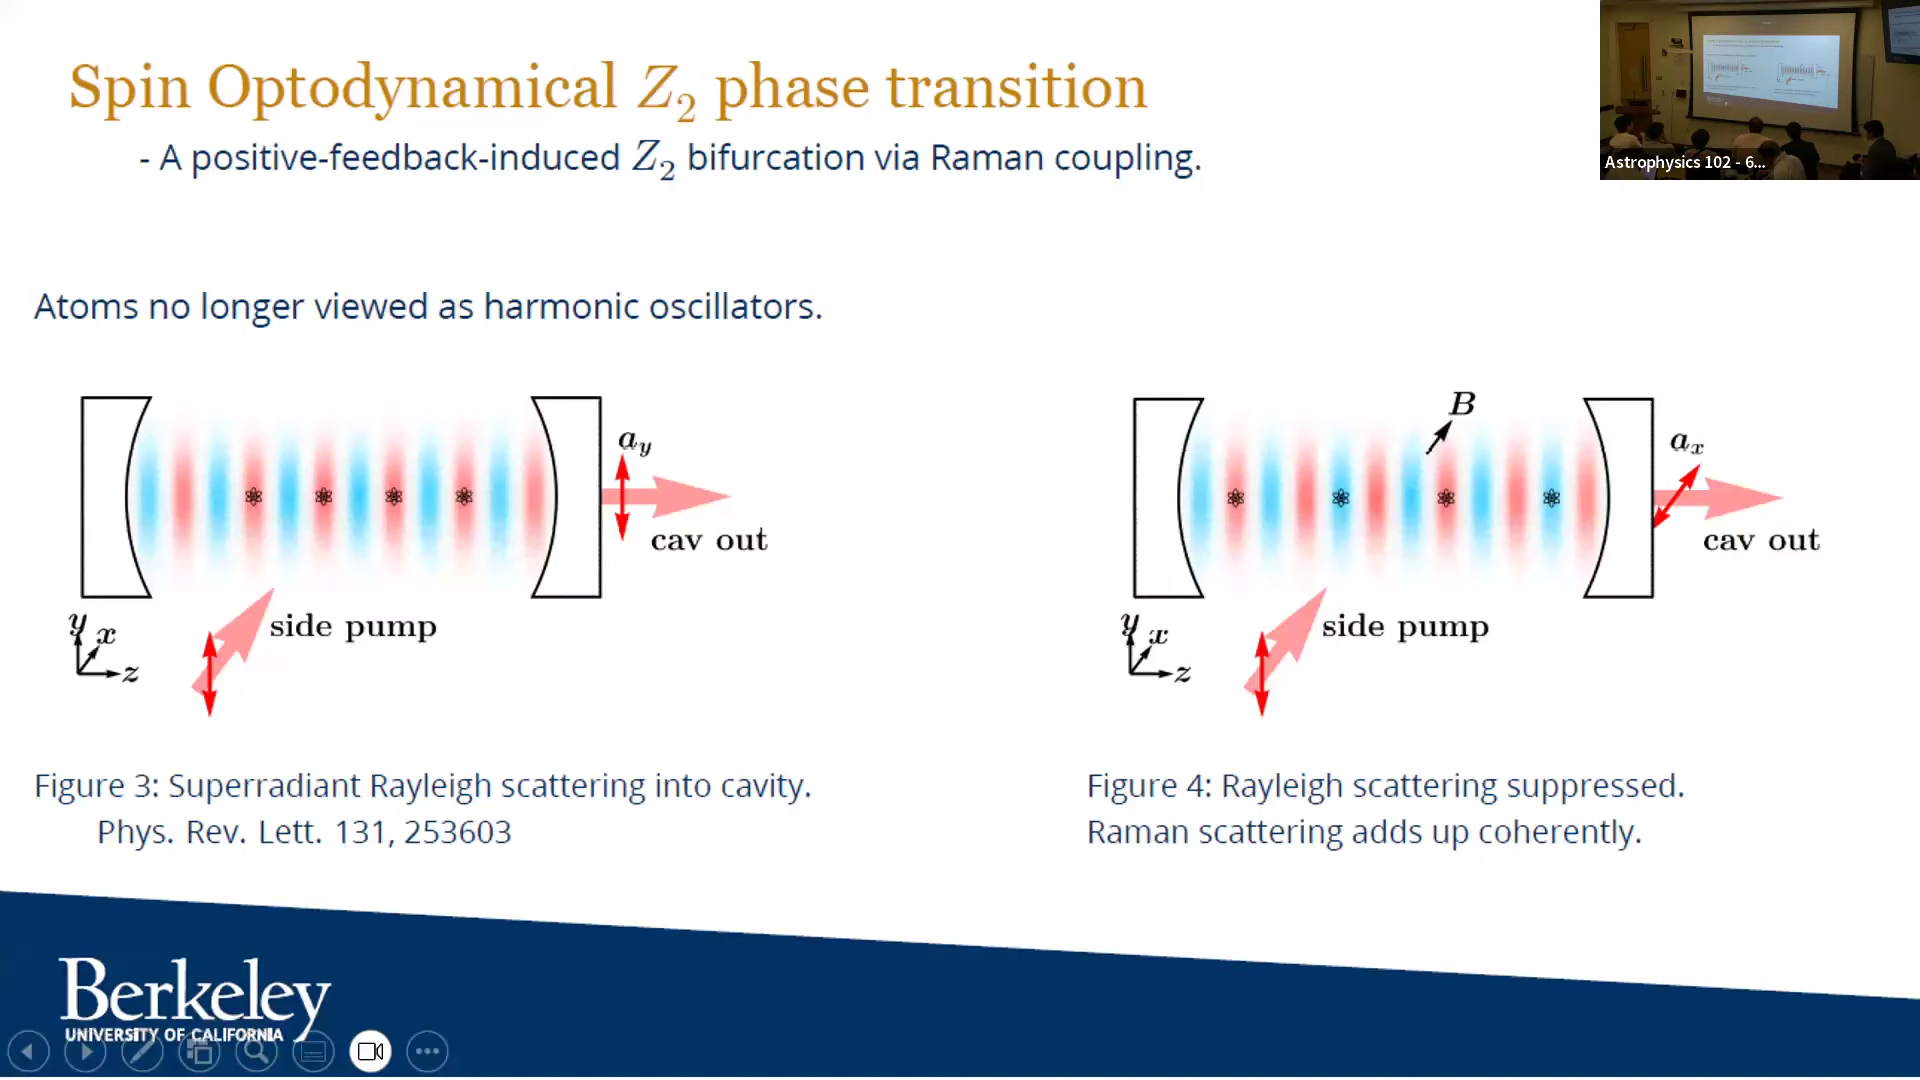 Spin Optodynamical Z₂ phase transition
- A positive-feedback-induced Z₂ bifurcation via Raman coupling.
Astrophysics 102 - 6...
Atoms no longer viewed as harmonic oscillators.
a_y
cav out
side pump
y x
z
B
a_x
cav out
side pump
y x
z
Figure 3: Superradiant Rayleigh scattering into cavity.
Phys. Rev. Lett. 131, 253603
Figure 4: Rayleigh scattering suppressed.
Raman scattering adds up coherently.
Berkeley
UNIVERSITY OF CALIFORNIA